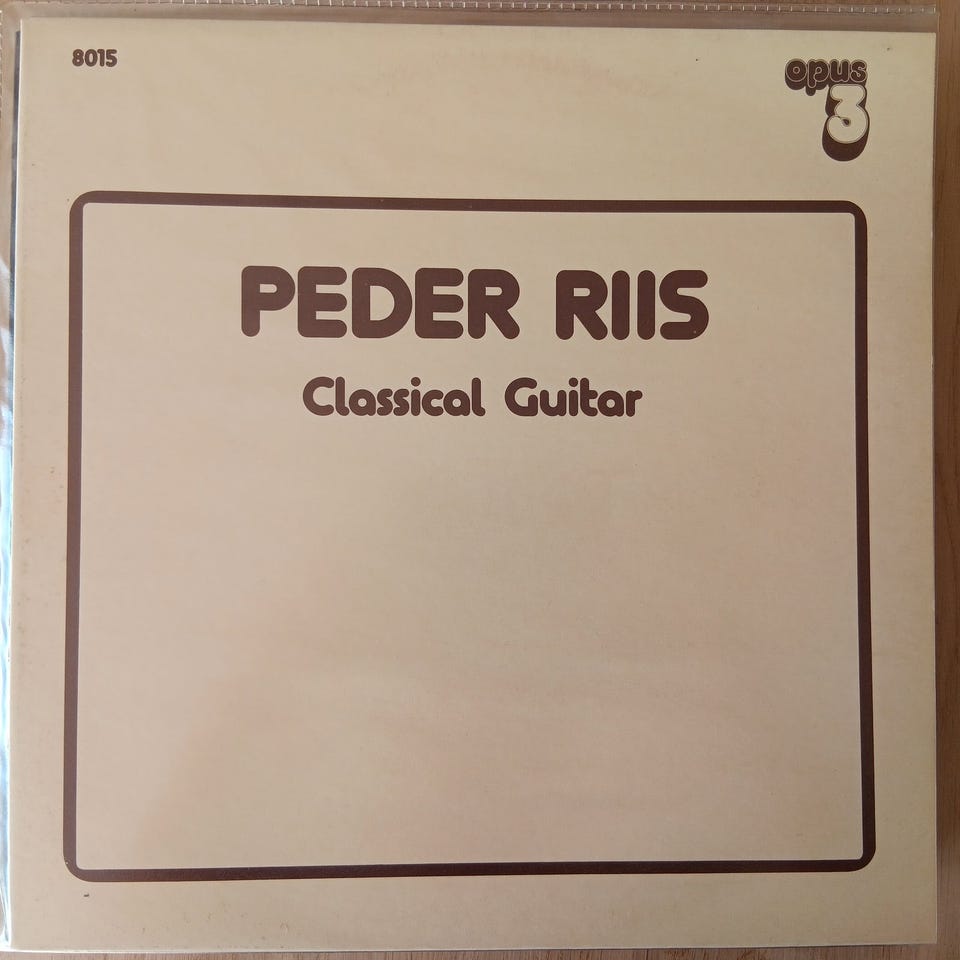 8015
opus
3
PEDER RIIS
Classical Guitar